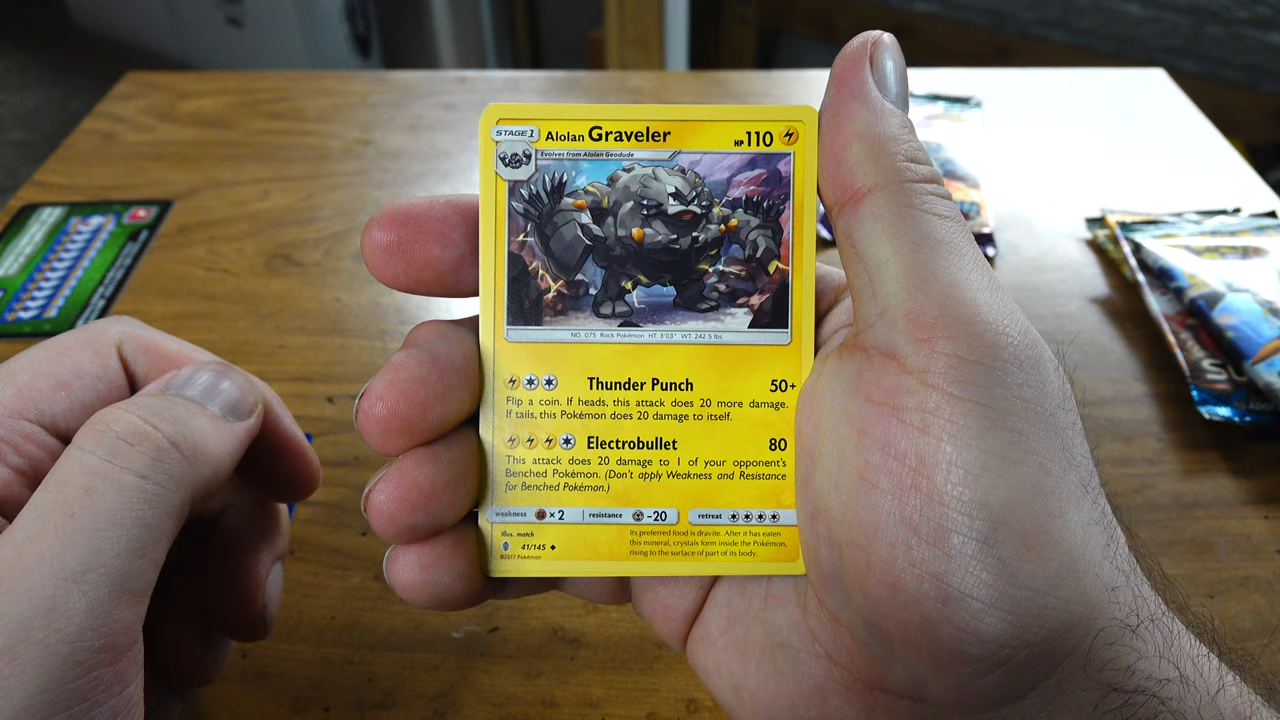 STAGE 1 Alolan Graveler HP 110
Evolves from Alolan Geodude
NO. 075 Rock Pokémon HT: 3'03" WT: 242.5 lbs.
Thunder Punch 50+
Flip a coin. If heads, this attack does 20 more damage.
If tails, this Pokémon does 20 damage to itself.
Electrobullet 80
This attack does 20 damage to 1 of your opponent's
Benched Pokémon. (Don't apply Weakness and Resistance
for Benched Pokémon.)
weakness ×2 resistance -20 retreat
Illus. match
41/145
©2017 Pokémon
Its preferred food is dravite. After it has eaten
this mineral, crystals form inside the Pokémon,
rising to the surface of part of its body.